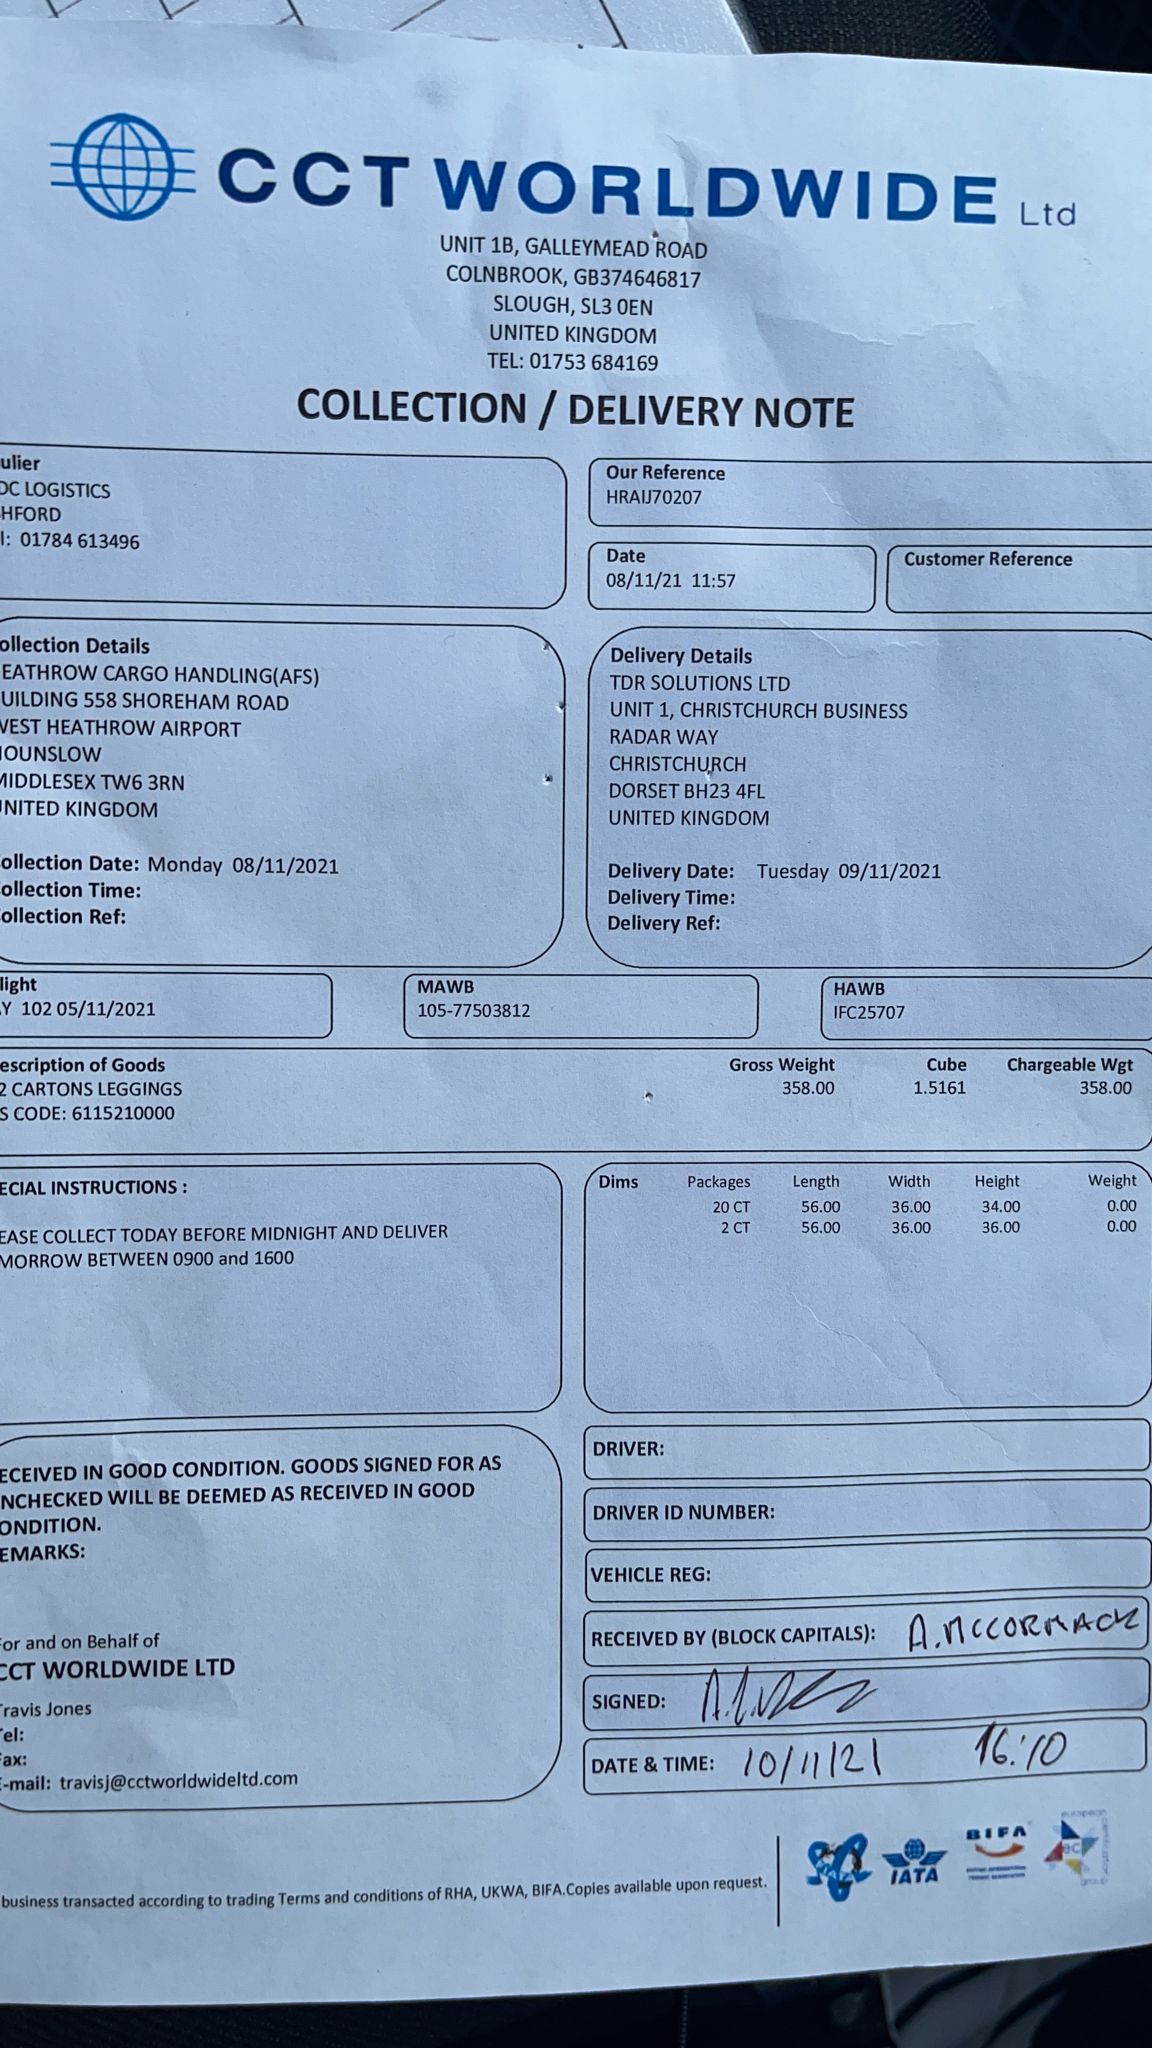 CCT WORLDWIDE Ltd
UNIT 1B, GALLEYMEAD ROAD
COLNBROOK, GB374646817
SLOUGH, SL3 0EN
UNITED KINGDOM
TEL: 01753 684169
COLLECTION / DELIVERY NOTE
ulier
DC LOGISTICS
HFORD
l: 01784 613496
Our Reference
HRAIJ70207
Date
08/11/21 11:57
Customer Reference
ollection Details
EATHROW CARGO HANDLING(AFS)
UILDING 558 SHOREHAM ROAD
WEST HEATHROW AIRPORT
HOUNSLOW
MIDDLESEX TW6 3RN
UNITED KINGDOM
ollection Date: Monday 08/11/2021
ollection Time:
ollection Ref:
Delivery Details
TDR SOLUTIONS LTD
UNIT 1, CHRISTCHURCH BUSINESS
RADAR WAY
CHRISTCHURCH
DORSET BH23 4FL
UNITED KINGDOM
Delivery Date: Tuesday 09/11/2021
Delivery Time:
Delivery Ref:
light
Y 102 05/11/2021
MAWB
105-77503812
HAWB
IFC25707
escription of Goods Gross Weight Cube Chargeable Wgt
2 CARTONS LEGGINGS 358.00 1.5161 358.00
S CODE: 6115210000
ECIAL INSTRUCTIONS :
EASE COLLECT TODAY BEFORE MIDNIGHT AND DELIVER
MORROW BETWEEN 0900 and 1600
Dims Packages Length Width Height Weight
20 CT 56.00 36.00 34.00 0.00
2 CT 56.00 36.00 36.00 0.00
ECEIVED IN GOOD CONDITION. GOODS SIGNED FOR AS
NCHECKED WILL BE DEEMED AS RECEIVED IN GOOD
ONDITION.
EMARKS:
For and on Behalf of
CCT WORLDWIDE LTD
Travis Jones
Tel:
Fax:
E-mail: travisj@cctworldwideltd.com
DRIVER:
DRIVER ID NUMBER:
VEHICLE REG:
RECEIVED BY (BLOCK CAPITALS): A.MCCORMACK
SIGNED:
DATE & TIME: 10/11/21 16:10
business transacted according to trading Terms and conditions of RHA, UKWA, BIFA.Copies available upon request.
IATA
BIFA